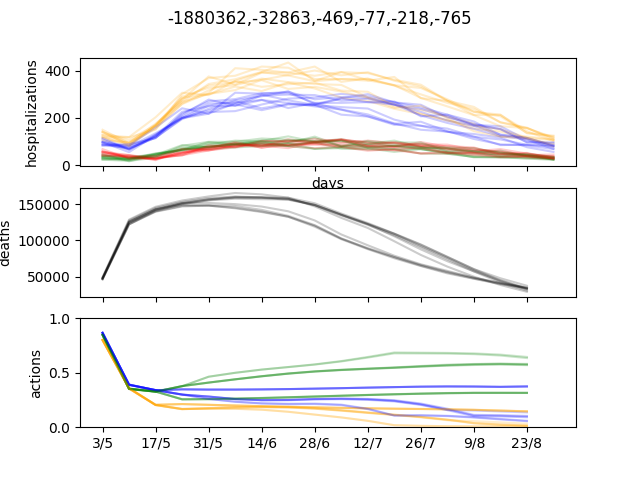 -1880362,-32863,-469,-77,-218,-765
hospitalizations
400
200
0
days
deaths
150000
100000
50000
actions
1.0
0.5
0.0
3/5 17/5 31/5 14/6 28/6 12/7 26/7 9/8 23/8